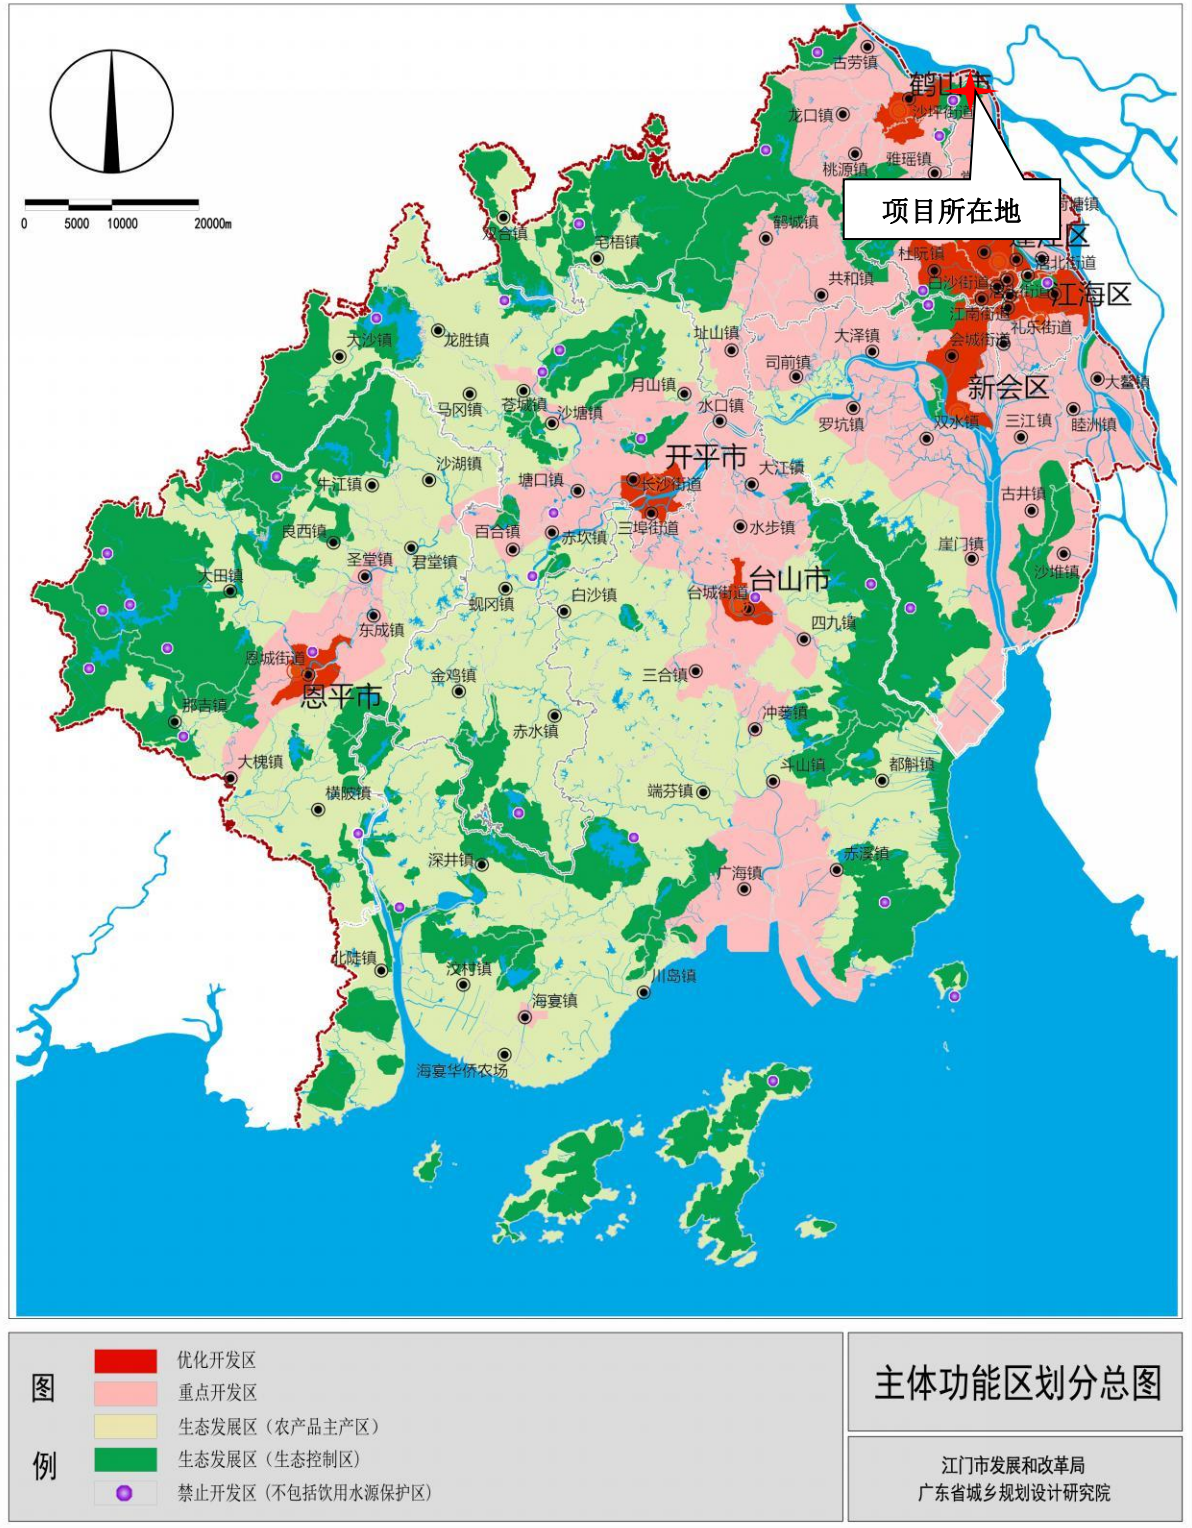 古劳镇
鹤山市
龙口镇
沙坪街道
桃源镇
雅瑶镇
项目所在地
荷塘镇
双合镇
宅梧镇
鹤城镇
蓬江区
杜阮镇
潮北街道
共和镇
白沙街道
江海区
江南街道
礼乐街道
0 5000 10000 20000m
大沙镇
龙胜镇
址山镇
大泽镇
会城街道
司前镇
新会区
大鳌镇
马冈镇
苍城镇
沙塘镇
月山镇
水口镇
罗坑镇
双水镇
三江镇
睦洲镇
开平市
沙湖镇
牛江镇
塘口镇
长沙街道
大江镇
古井镇
良西镇
百合镇
赤坎镇
三埠街道
水步镇
崖门镇
圣堂镇
君堂镇
沙堆镇
大田镇
蚬冈镇
白沙镇
台山市
台城街道
东成镇
四九镇
恩城街道
恩平市
金鸡镇
三合镇
那吉镇
赤水镇
冲蒌镇
大槐镇
横陂镇
端芬镇
斗山镇
都斛镇
深井镇
广海镇
赤溪镇
北陡镇
汶村镇
川岛镇
海宴镇
海宴华侨农场
图例
优化开发区
重点开发区
生态发展区（农产品主产区）
生态发展区（生态控制区）
禁止开发区（不包括饮用水源保护区）
主体功能区划分总图
江门市发展和改革局
广东省城乡规划设计研究院